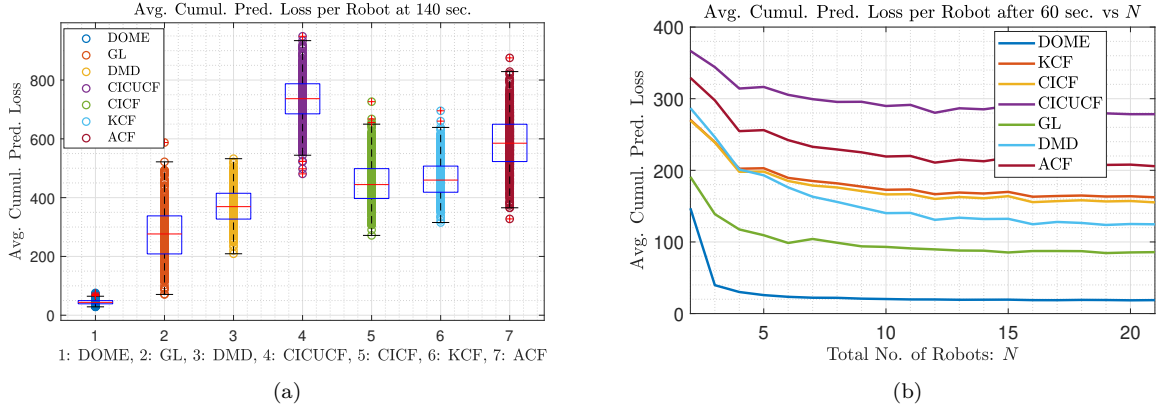 Avg. Cumul. Pred. Loss per Robot at 140 sec.
Avg. Cumul. Pred. Loss
800
600
400
200
0
DOME
GL
DMD
CICUCF
CICF
KCF
ACF
1 2 3 4 5 6 7
1: DOME, 2: GL, 3: DMD, 4: CICUCF, 5: CICF, 6: KCF, 7: ACF
(a)
Avg. Cumul. Pred. Loss per Robot after 60 sec. vs N
Avg. Cumul. Pred. Loss
400
300
200
100
0
DOME
KCF
CICF
CICUCF
GL
DMD
ACF
5 10 15 20
Total No. of Robots: N
(b)